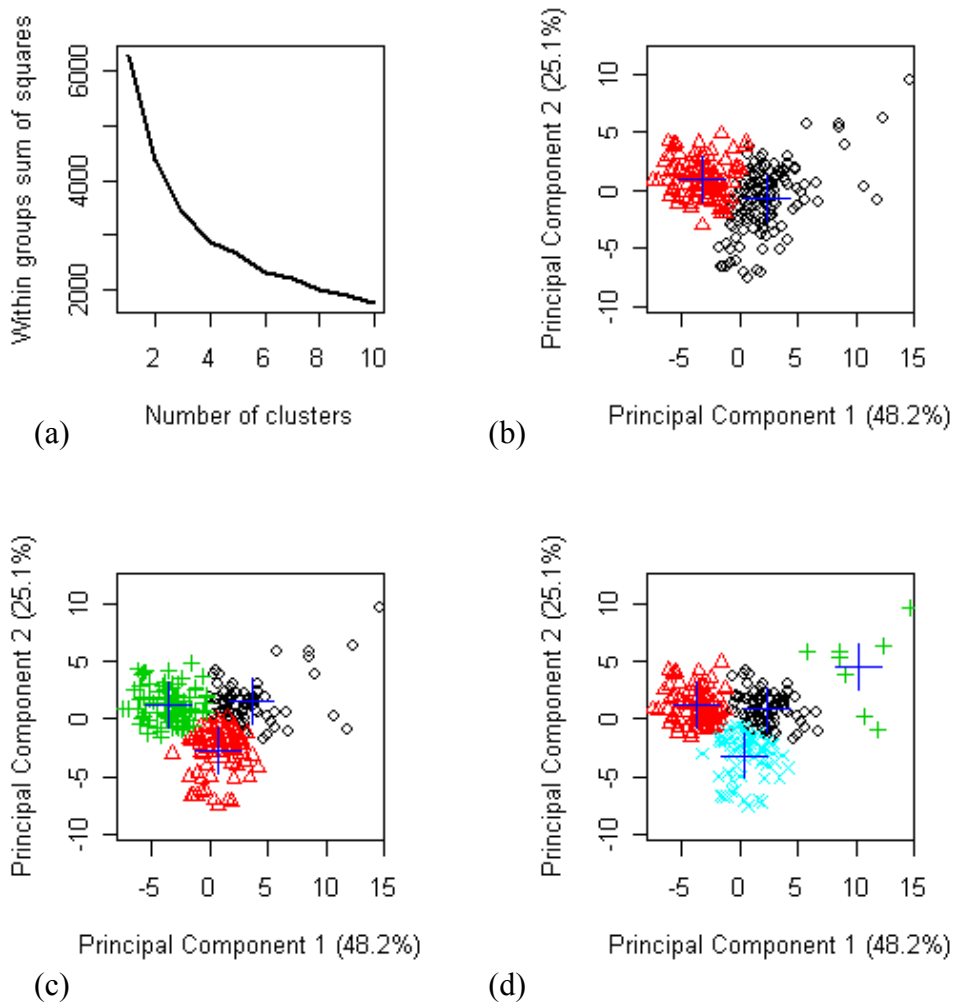 Within groups sum of squares
6000
4000
2000
2 4 6 8 10
Number of clusters
(a)
Principal Component 2 (25.1%)
10
5
0
-5
-10
-5 0 5 10 15
Principal Component 1 (48.2%)
(b)
Principal Component 2 (25.1%)
10
5
0
-5
-10
-5 0 5 10 15
Principal Component 1 (48.2%)
(c)
Principal Component 2 (25.1%)
10
5
0
-5
-10
-5 0 5 10 15
Principal Component 1 (48.2%)
(d)